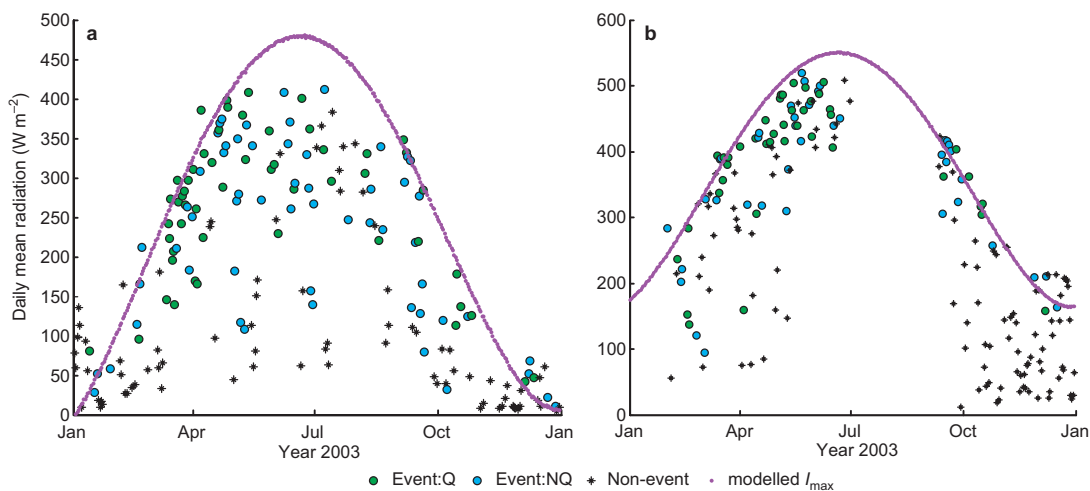 a
500
450
400
350
300
250
200
150
100
50
0
Daily mean radiation (W m⁻²)
Jan
Apr
Jul
Oct
Jan
Year 2003
b
600
500
400
300
200
100
0
Jan
Apr
Jul
Oct
Jan
Year 2003
Event:Q
Event:NQ
Non-event
modelled Imax